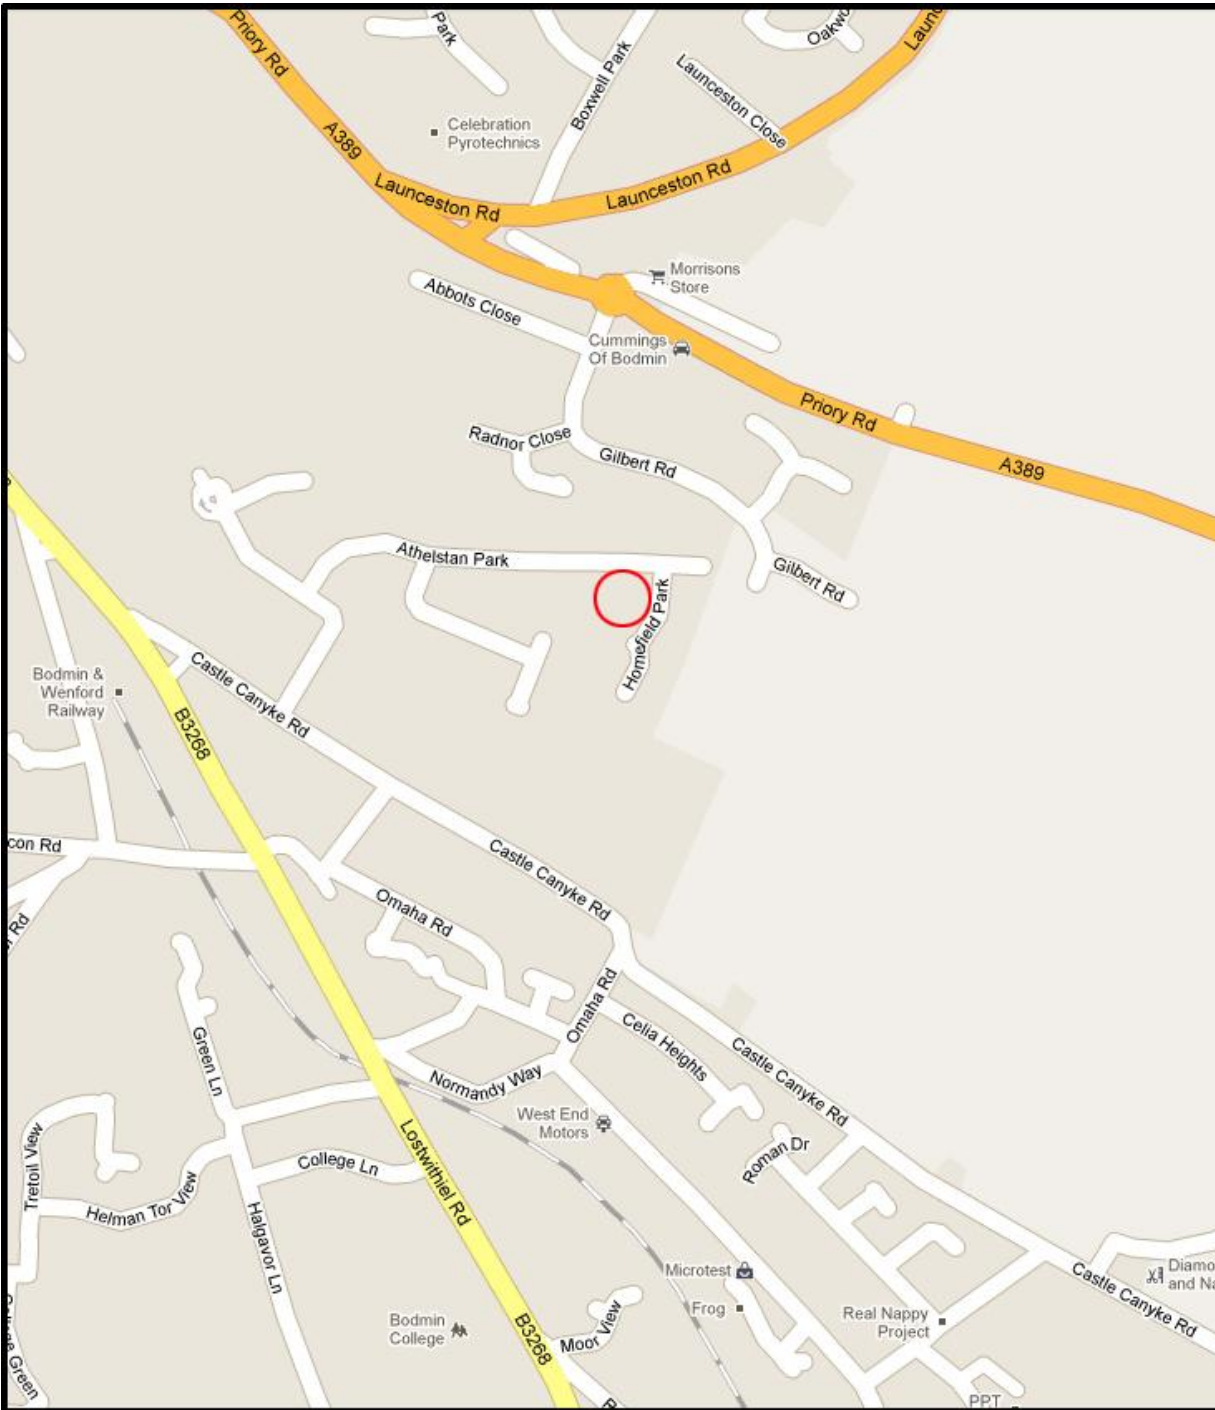 Priory Rd
Park
Oakwo
Launc
Boxwell Park
Launceston Close
Celebration
Pyrotechnics
A389
Launceston Rd
Launceston Rd
Morrisons
Store
Abbots Close
Cummings
Of Bodmin
Priory Rd
Radnor Close
Gilbert Rd
A389
Athelstan Park
Gilbert Rd
Homefield Park
Castle Canyke Rd
Bodmin &
Wenford
Railway
B3268
con Rd
Castle Canyke Rd
Omaha Rd
Omaha Rd
Celia Heights
Green Ln
Castle Canyke Rd
Normandy Way
West End
Motors
Lostwithiel Rd
Roman Dr
Tretoil View
College Ln
Helman Tor View
Halgavor Ln
Microtest
Diamo
and Na
Castle Canyke Rd
Frog
Real Nappy
Project
Bodmin
College
B3268
Moor View
College Green
PPT